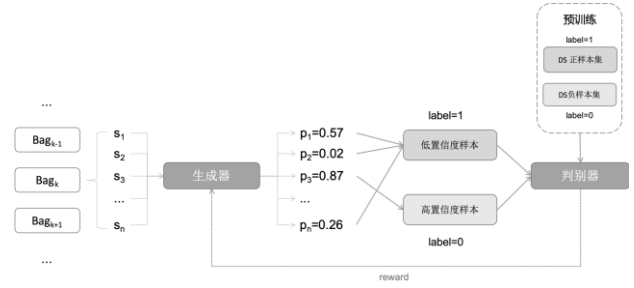 预训练
label=1
DS 正样本集
DS负样本集
label=0
...
Bagk-1
Bagk
Bagk+1
...
s1
s2
s3
...
sn
生成器
p1=0.57
p2=0.02
p3=0.87
...
pn=0.26
label=1
低置信度样本
高置信度样本
label=0
判别器
reward